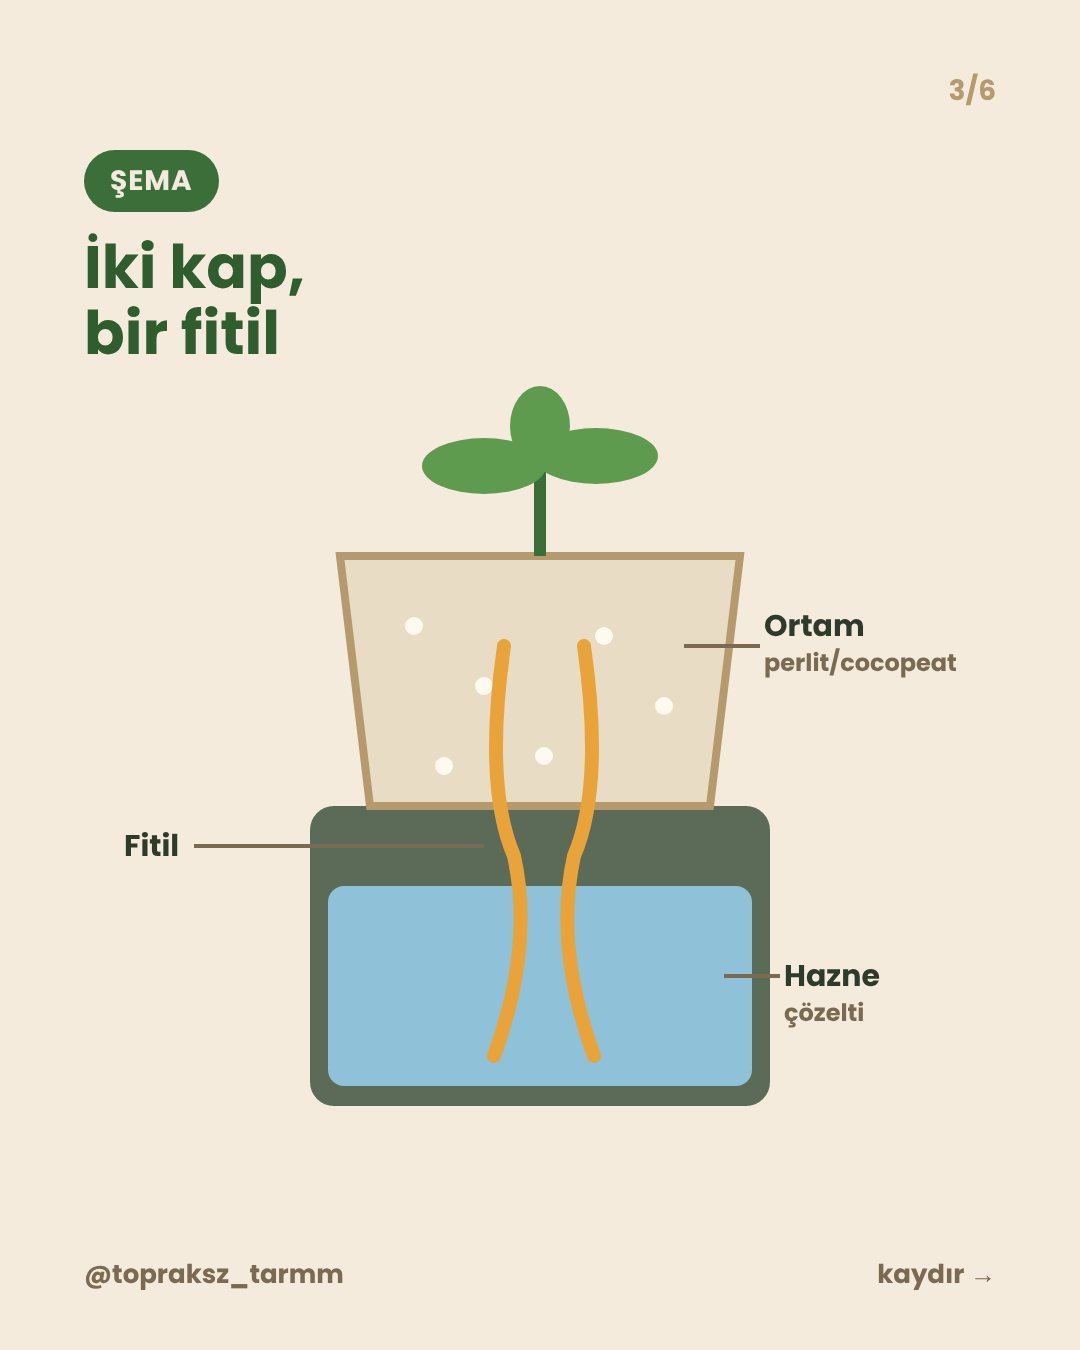 3/6
ŞEMA
İki kap,
bir fitil
Ortam
perlit/cocopeat
Fitil
Hazne
çözelti
@topraksz_tarmm
kaydır →